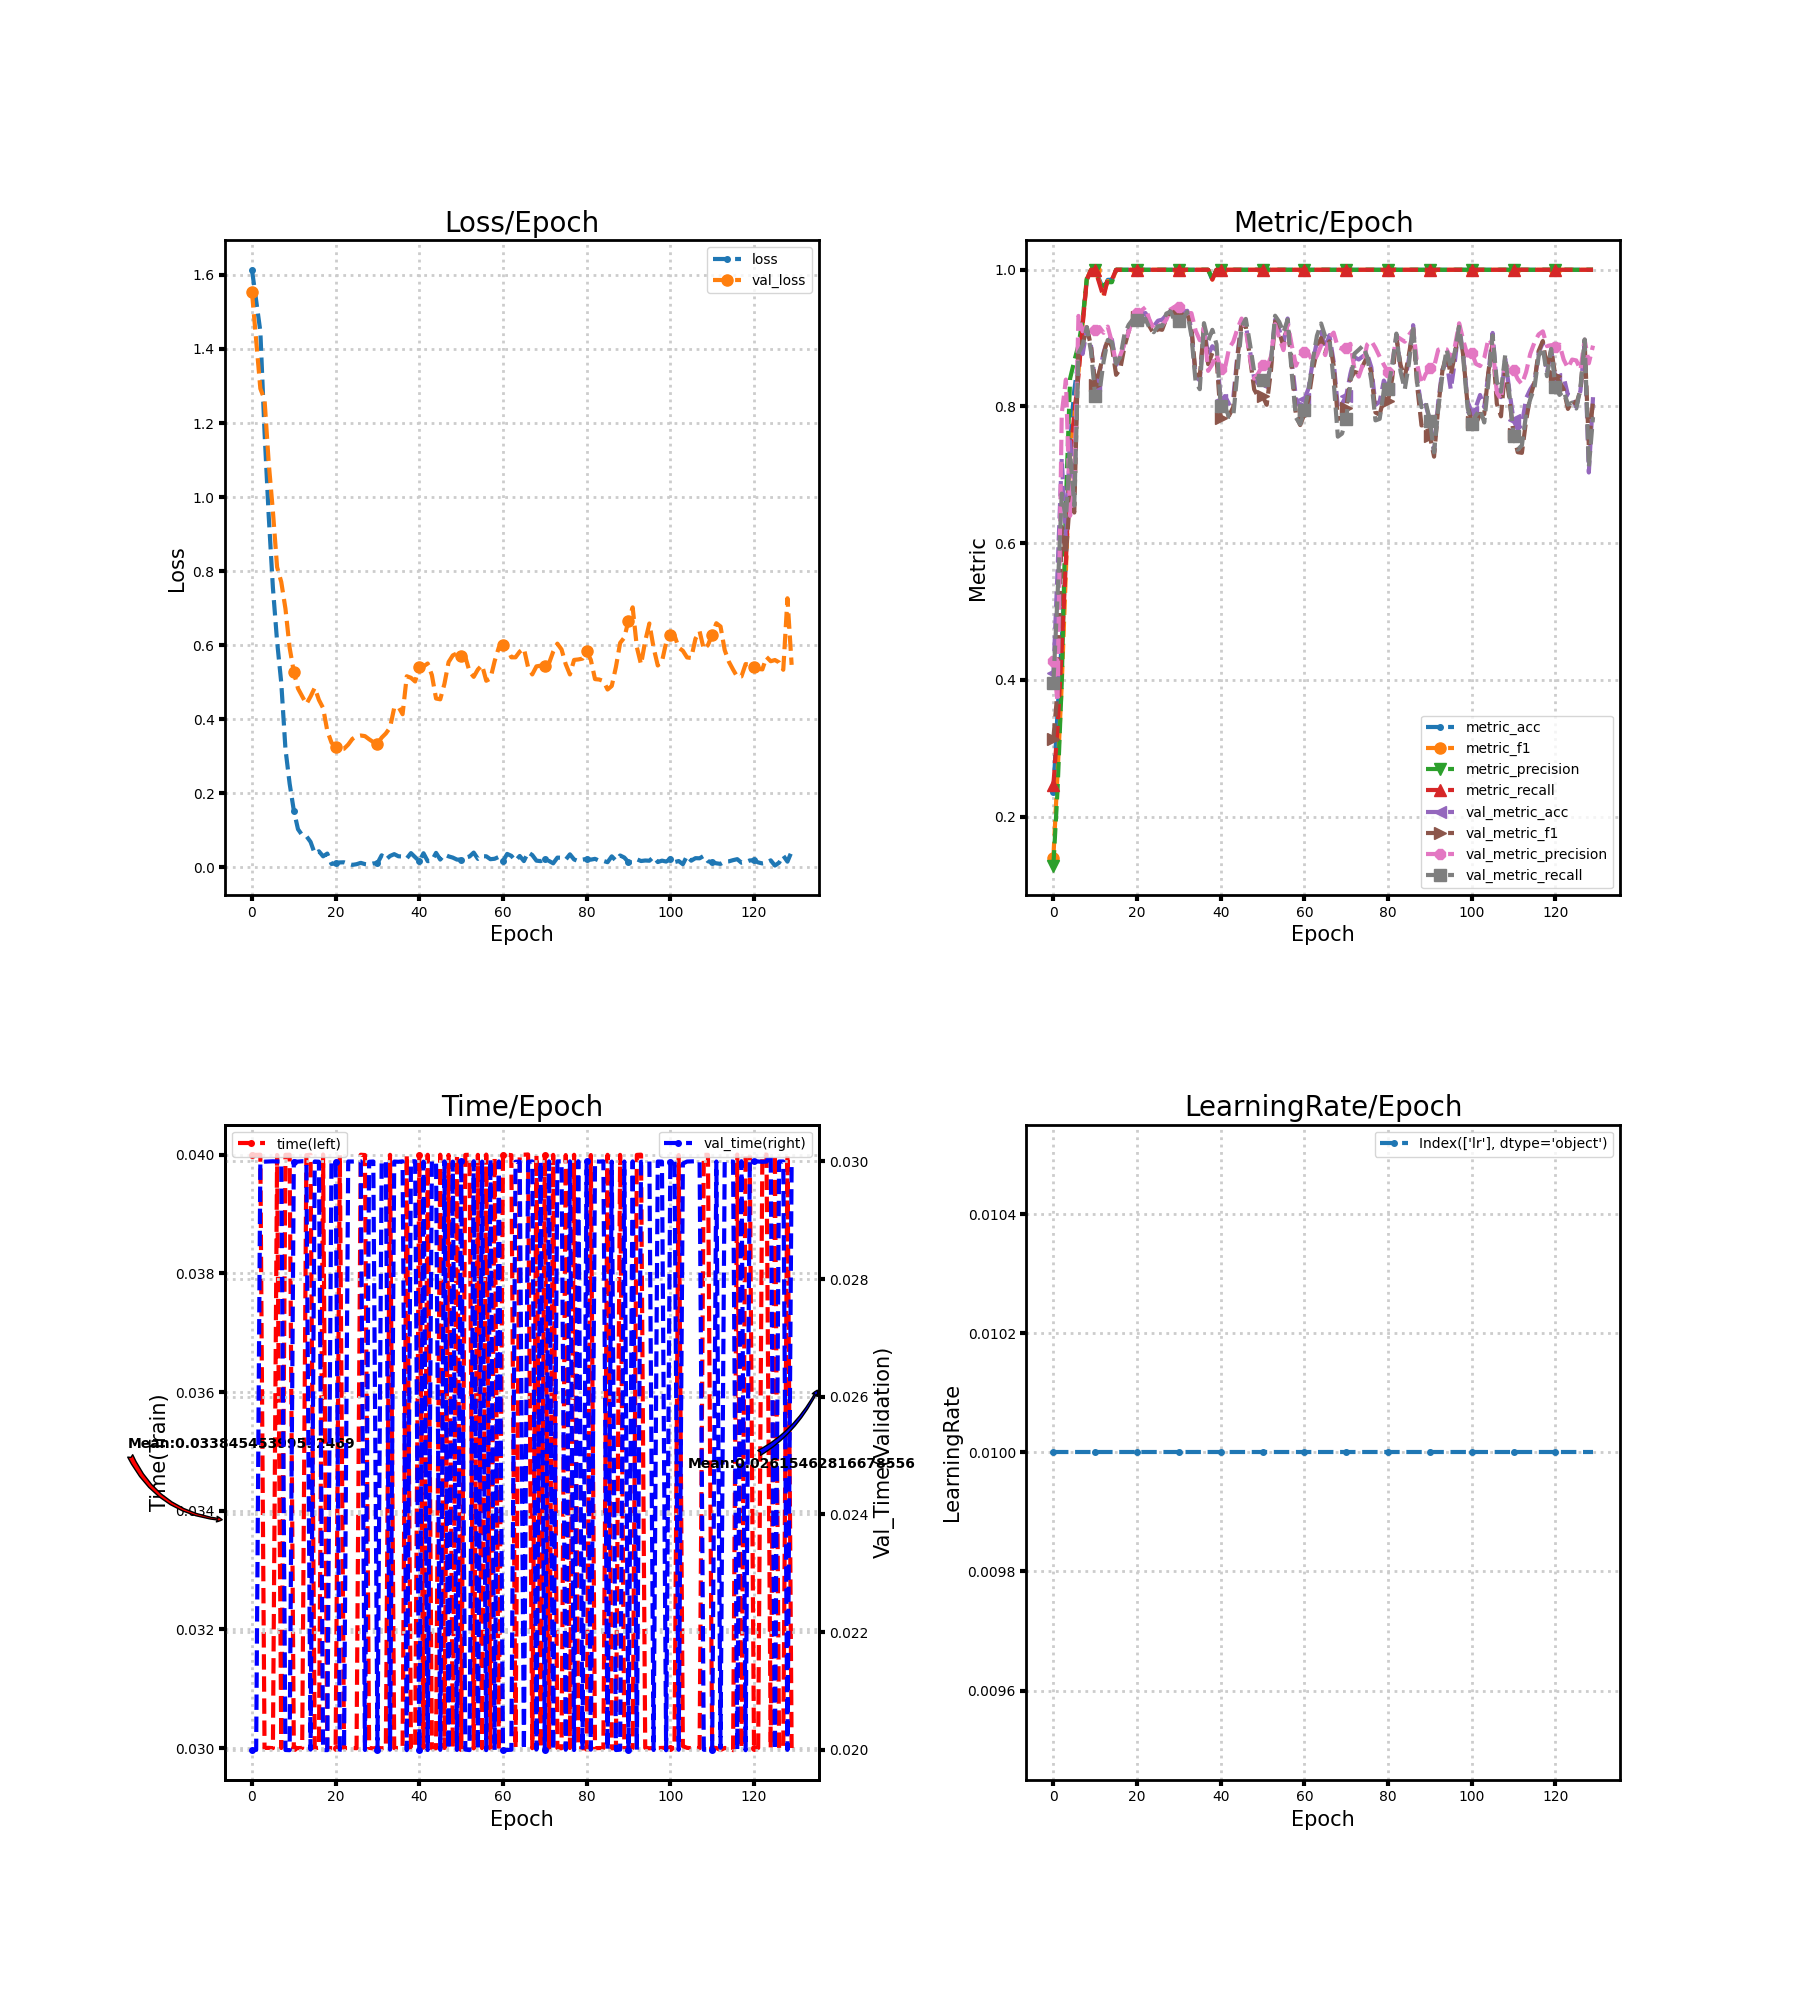 Loss/Epoch
loss
val_loss
1.6
1.4
1.2
1.0
0.8
0.6
0.4
0.2
0.0
Loss
0 20 40 60 80 100 120
Epoch
Metric/Epoch
1.0
0.8
0.6
0.4
0.2
Metric
metric_acc
metric_f1
metric_precision
metric_recall
val_metric_acc
val_metric_f1
val_metric_precision
val_metric_recall
0 20 40 60 80 100 120
Epoch
Time/Epoch
time(left)
val_time(right)
0.040
0.038
0.036
0.034
0.032
0.030
Time(Train)
0.030
0.028
0.026
0.024
0.022
0.020
Val_Time(Validation)
0 20 40 60 80 100 120
Epoch
LearningRate/Epoch
Index(['lr'], dtype='object')
0.0104
0.0102
0.0100
0.0098
0.0096
LearningRate
0 20 40 60 80 100 120
Epoch